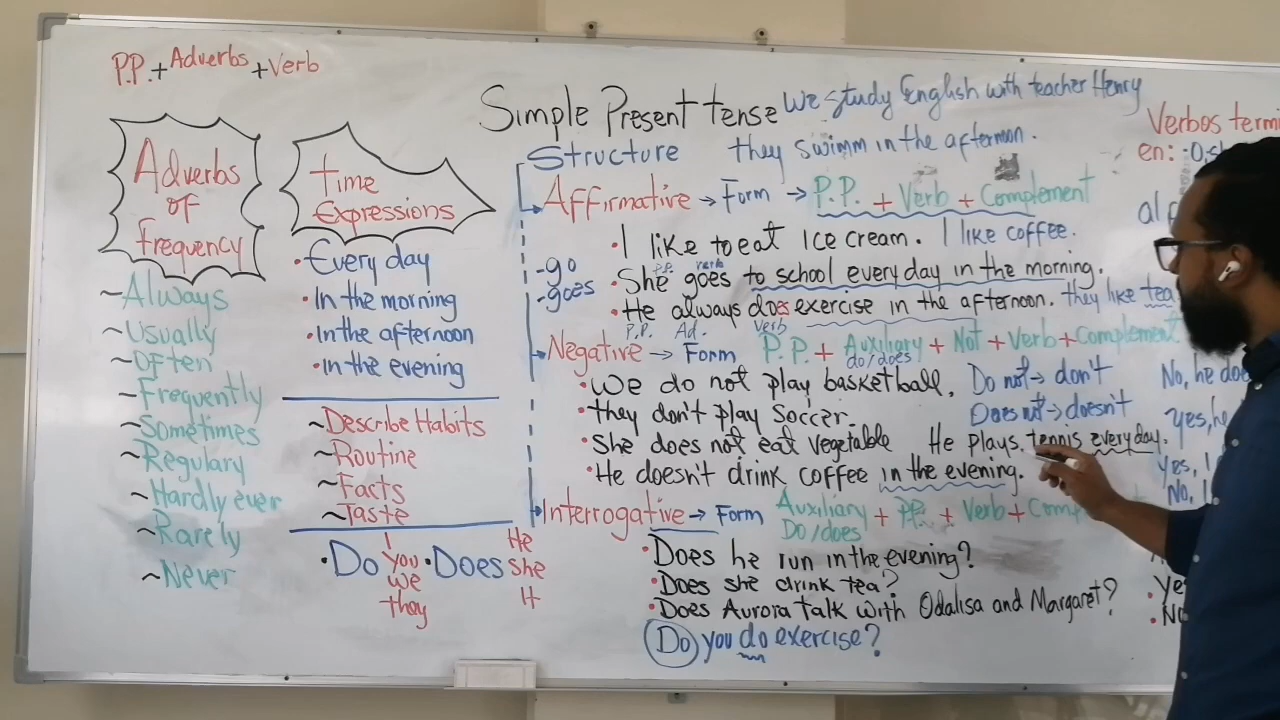 P.P. + Adverbs + Verb
Adverbs
of
frequency
~ Always
~ Usually
~ Often
~ Frequently
~ Sometimes
~ Regulary
~ Hardly ever
~ Rarely
~ Never
Time
Expressions
• Every day
• In the morning
• In the afternoon
• In the evening
~ Describe Habits
~ Routine
~ Facts
~ Taste
• Do I you we they • Does He she It
Simple Present tense We study English with teacher Henry
Structure they swimm in the afternoon.
Affirmative → Form → P.P. + Verb + Complement
• I like to eat Ice cream. I like coffee.
- go
- goes
P.P. verb
• She goes to school every day in the morning.
• He always does exercise in the afternoon. they like tea
P.P. Ad. Verb
Negative → Form P.P. + Auxiliary + Not + Verb + Complement
do/does
• We do not play basketball. Do not → don't
• they don't play Soccer. Does not → doesn't
• She does not eat vegetable He plays tennis every day.
• He doesn't drink coffee in the evening.
Interrogative → Form Auxiliary + P.P. + Verb +
Do/does
• Does he run in the evening?
• Does she drink tea?
• Does Aurora talk with Odalisa and Margaret?
Do you do exercise?
Verbos
en:
No, he
yes, he
Yes, I
No, I